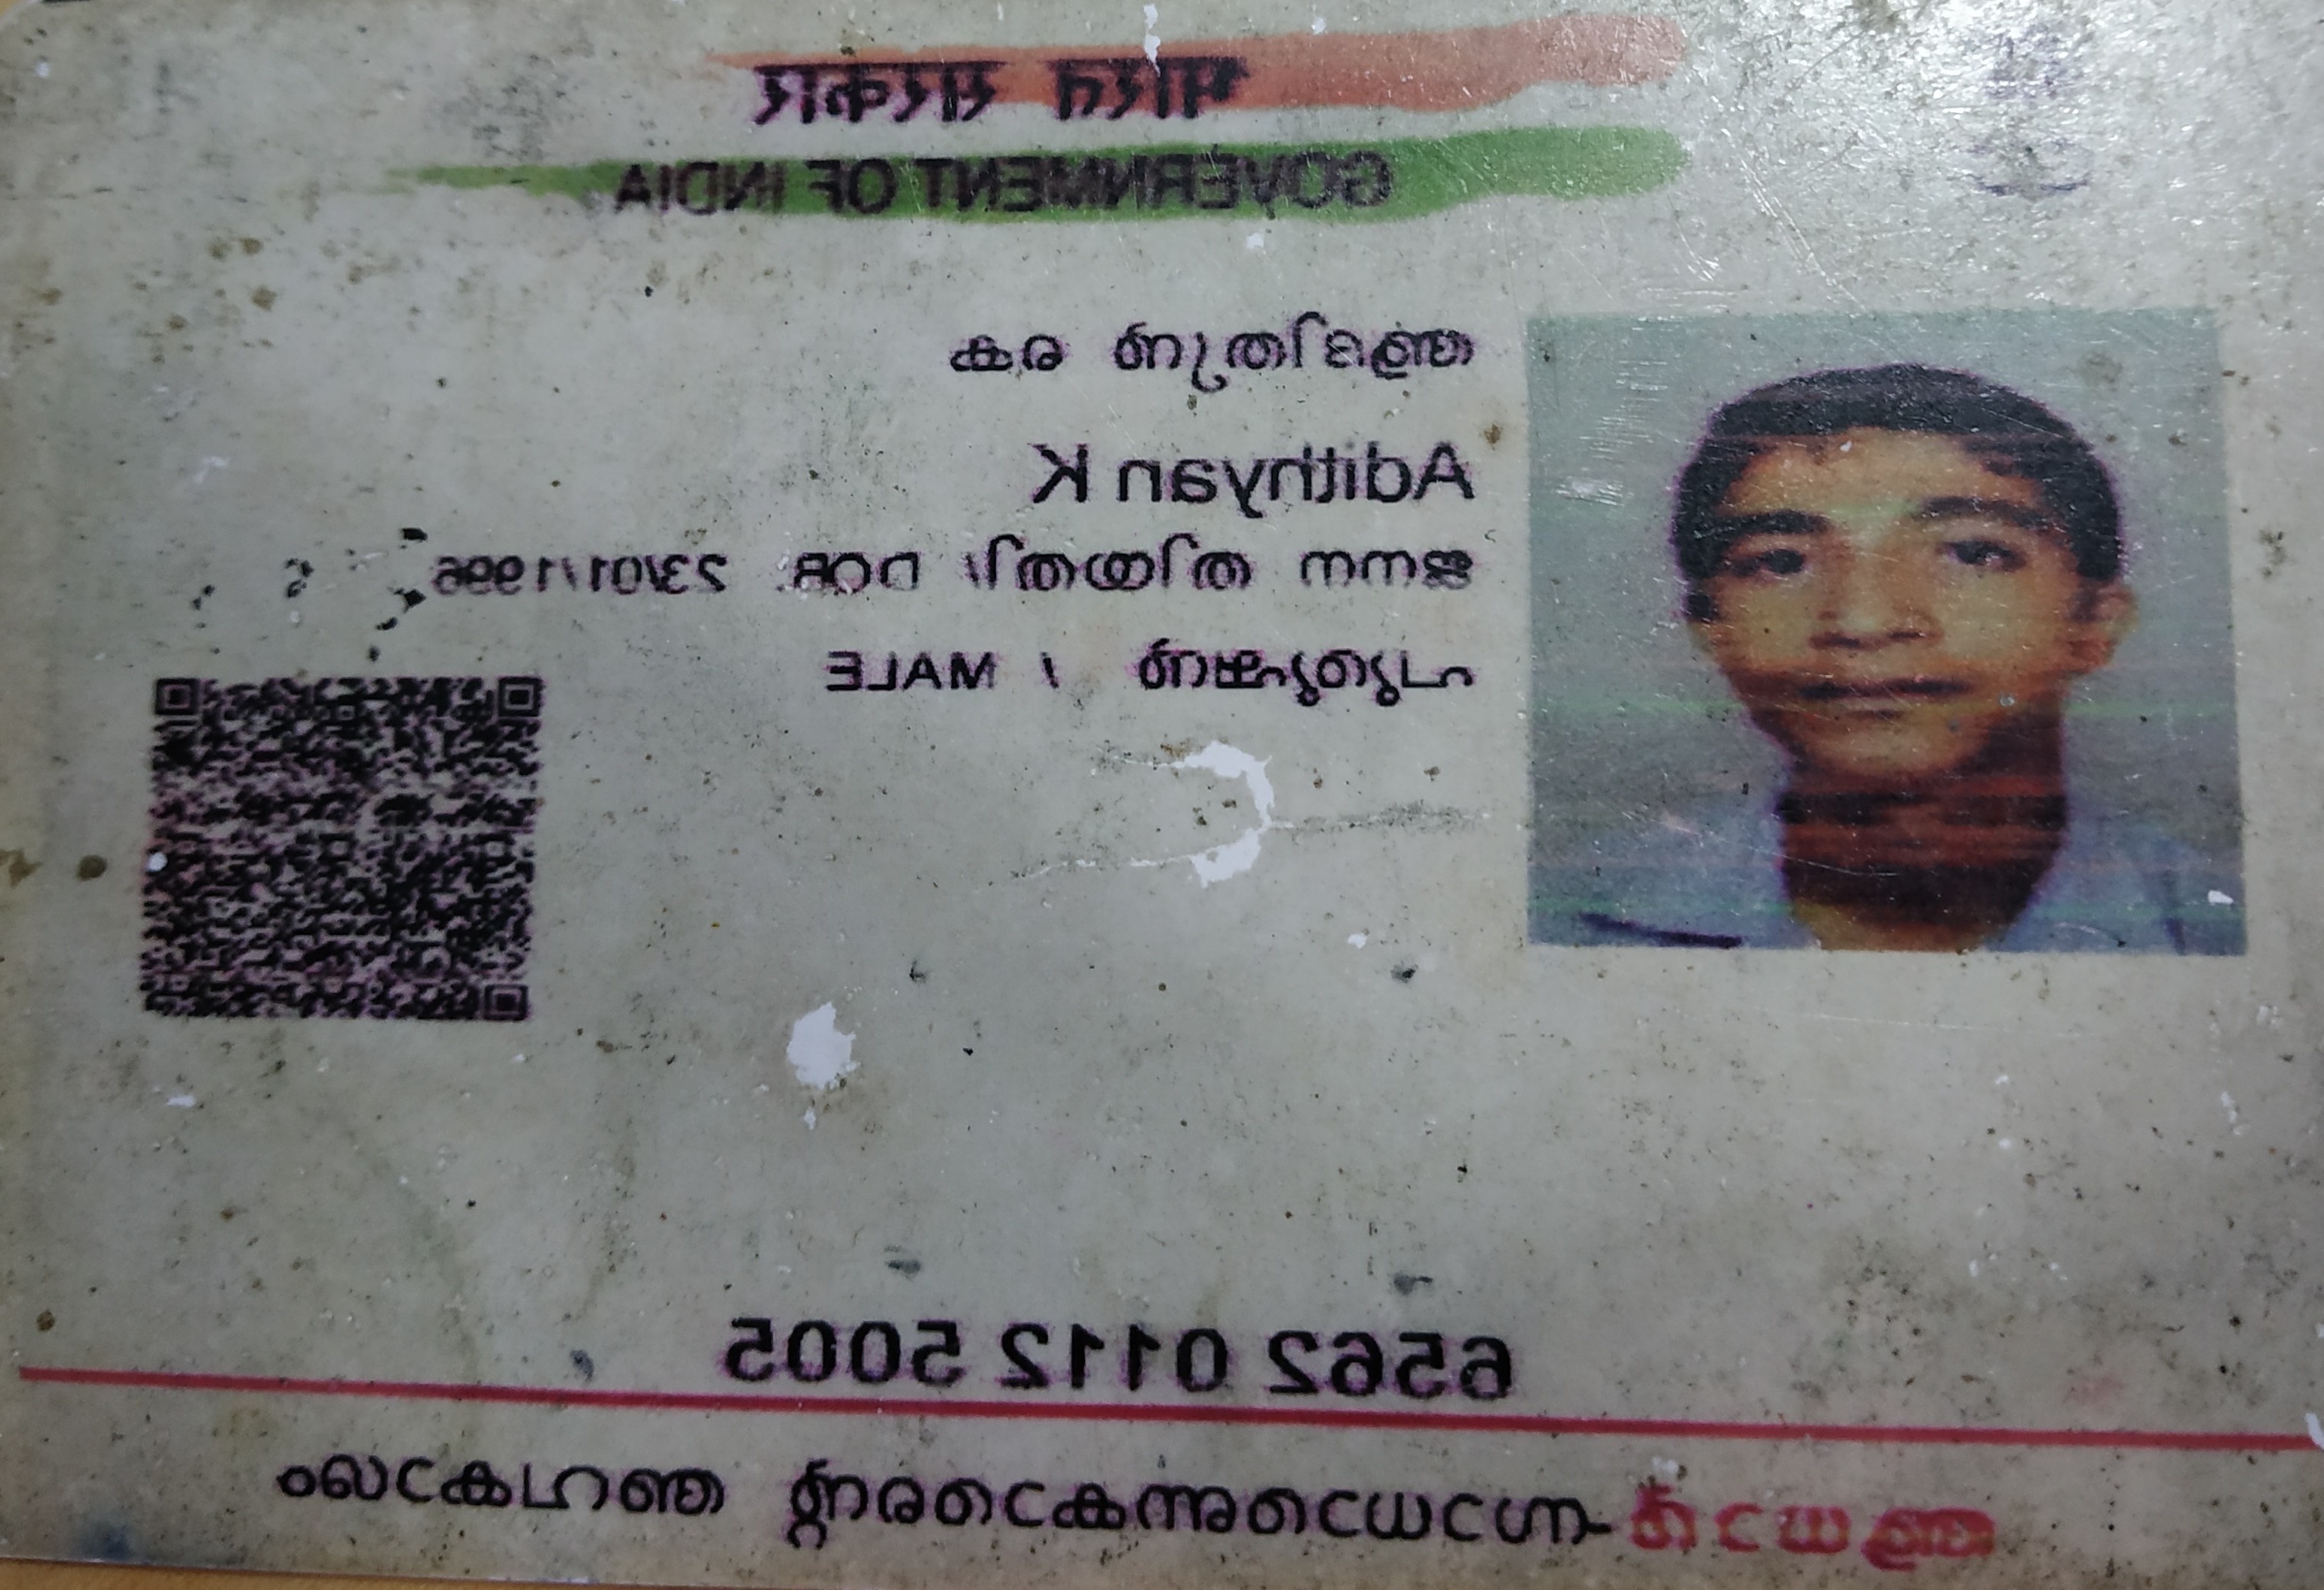 भारत सरकार
GOVERNMENT OF INDIA
ആദിത്യൻ കെ
Adithyan K
ജനന തിയതി/ DOB: 23/01/1996
പുരുഷൻ / MALE
6562 0112 5005
ആധാർ-സാധാരണക്കാരന്റെ അവകാശം